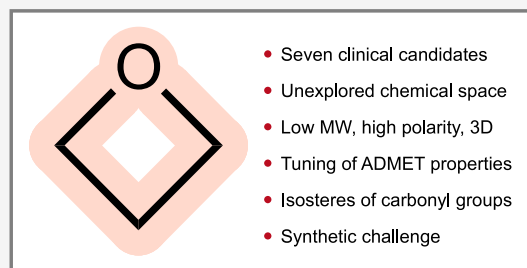 O
• Seven clinical candidates
• Unexplored chemical space
• Low MW, high polarity, 3D
• Tuning of ADMET properties
• Isosteres of carbonyl groups
• Synthetic challenge